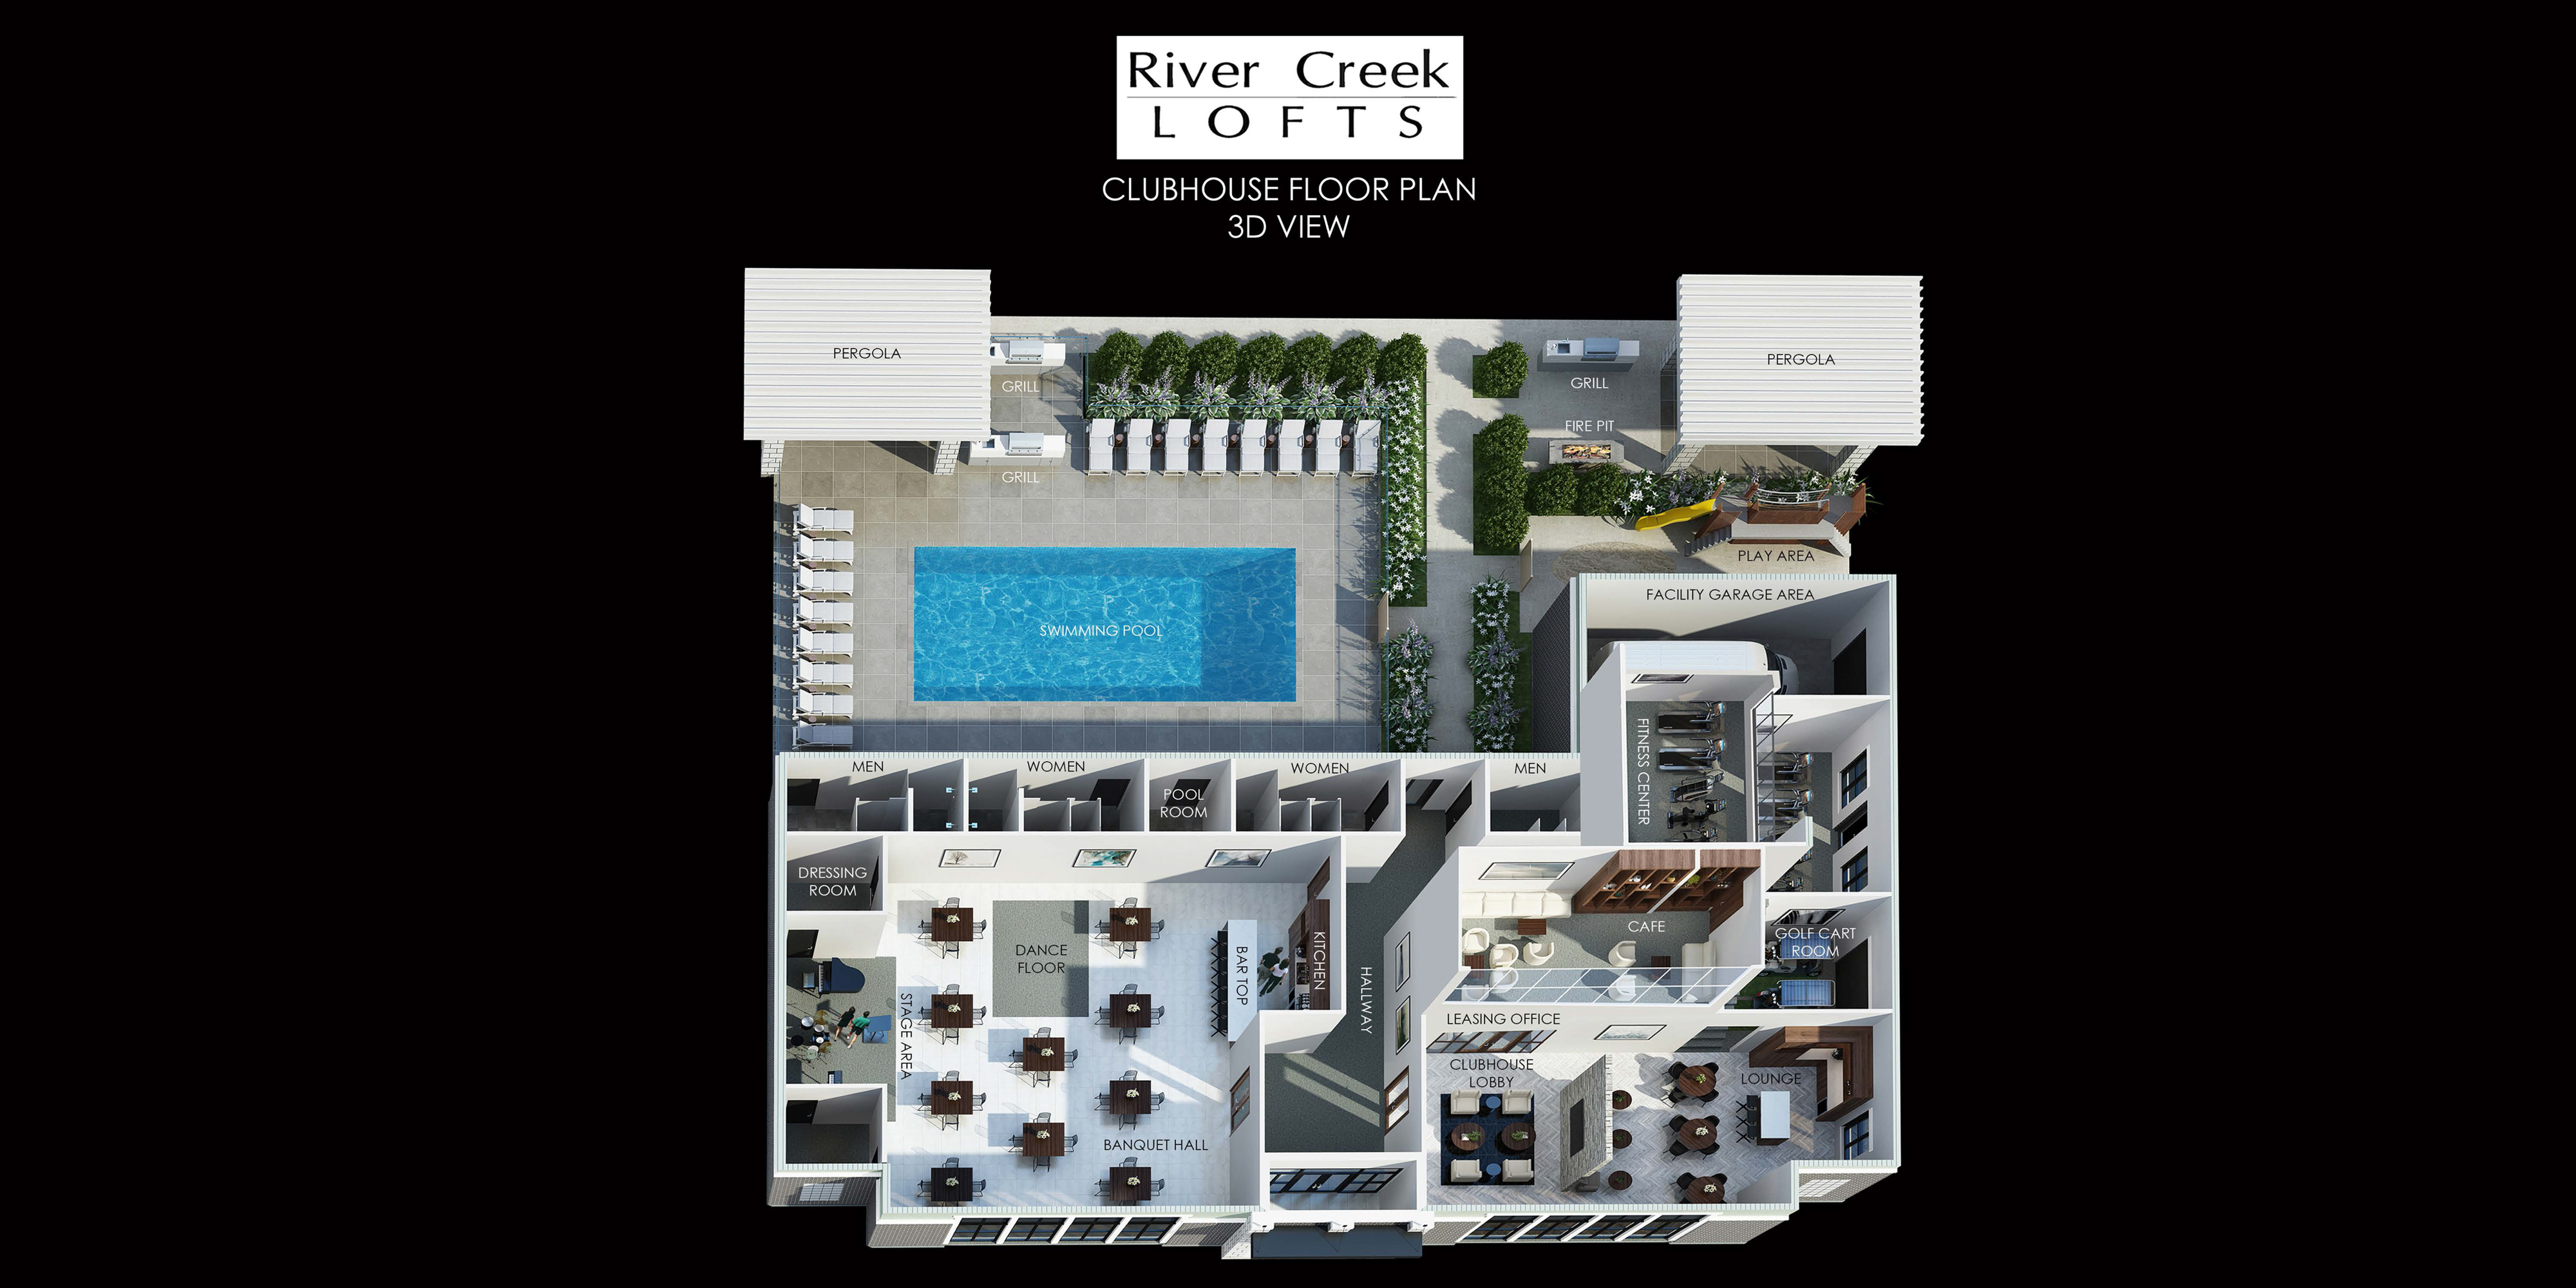 River Creek
LOFTS
CLUBHOUSE FLOOR PLAN
3D VIEW
PERGOLA
GRILL
GRILL
GRILL
FIRE PIT
PERGOLA
PLAY AREA
SWIMMING POOL
FACILITY GARAGE AREA
FITNESS CENTER
MEN
WOMEN
POOL
ROOM
WOMEN
MEN
DRESSING
ROOM
DANCE
FLOOR
STAGE AREA
BAR TOP
KITCHEN
HALLWAY
BANQUET HALL
CAFE
GOLF CART
ROOM
LEASING OFFICE
CLUBHOUSE
LOBBY
LOUNGE